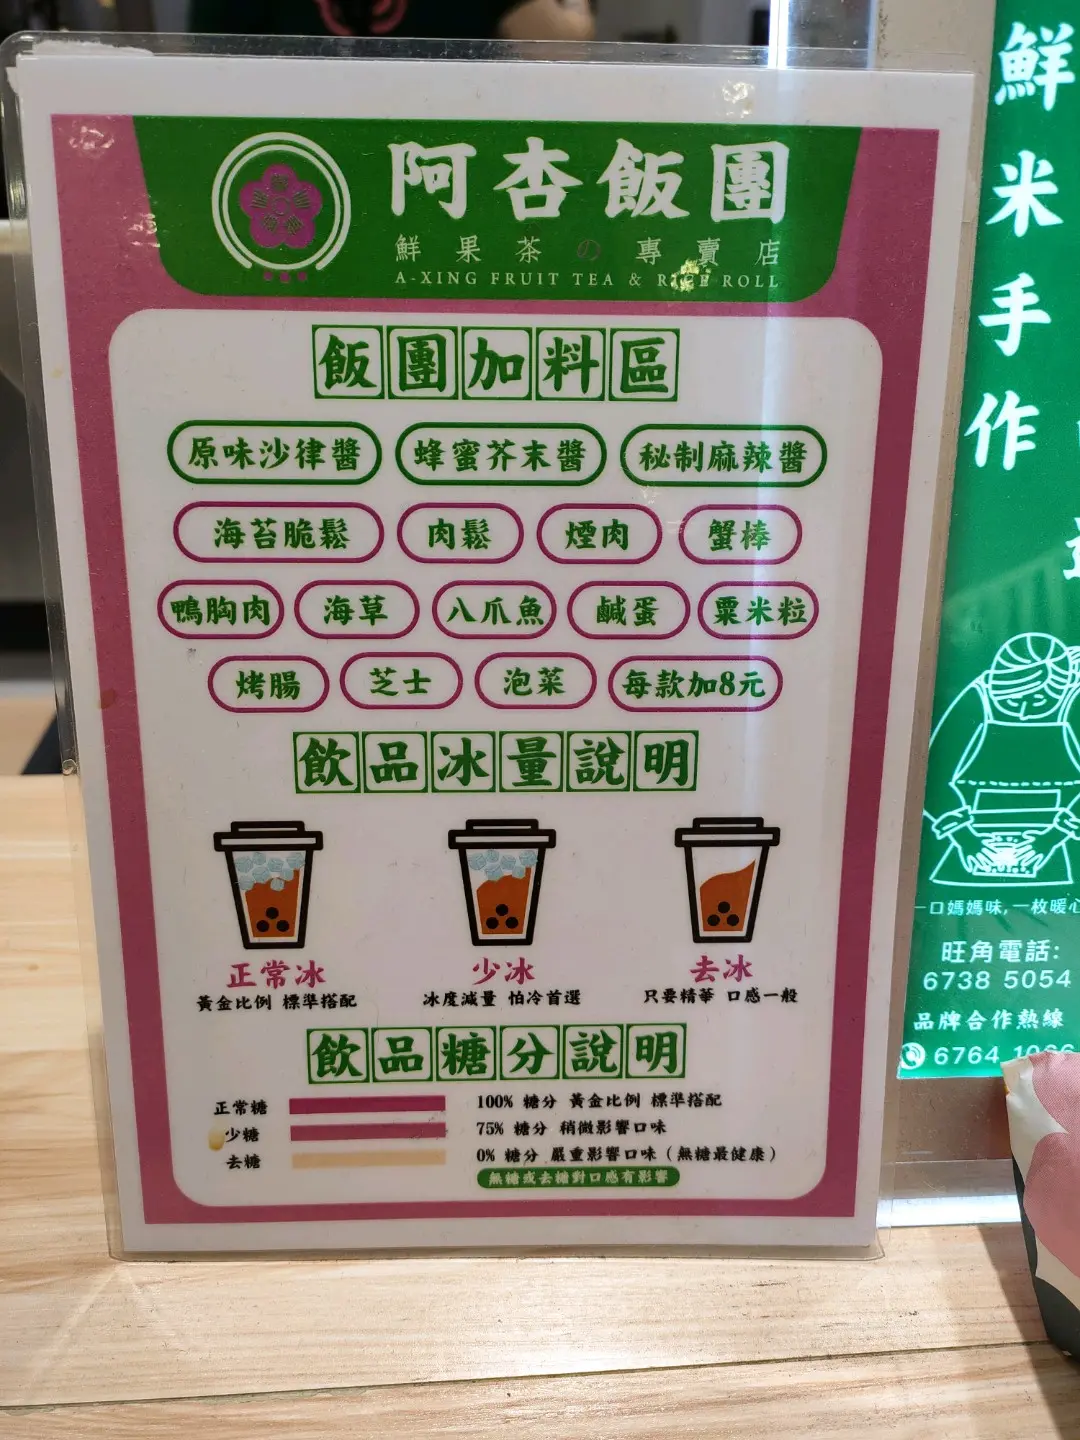 阿杏飯團
鮮果茶の專賣店
A-XING FRUIT TEA & RICE ROLL
飯團加料區
原味沙律醬 蜂蜜芥末醬 秘制麻辣醬
海苔脆鬆 肉鬆 煙肉 蟹棒
鴨胸肉 海草 八爪魚 鹹蛋 粟米粒
烤腸 芝士 泡菜 每款加8元
飲品冰量說明
正常冰 少冰 去冰
黃金比例 標準搭配 冰度減量 怕冷首選 只要精華 口感一般
飲品糖分說明
正常糖 100% 糖分 黃金比例 標準搭配
少糖 75% 糖分 稍微影響口味
去糖 0% 糖分 嚴重影響口味（無糖最健康）
無糖或去糖對口感有影響
鮮米手作
一口媽媽味,一枚暖心
旺角電話:
6738 5054
品牌合作熱線
6764